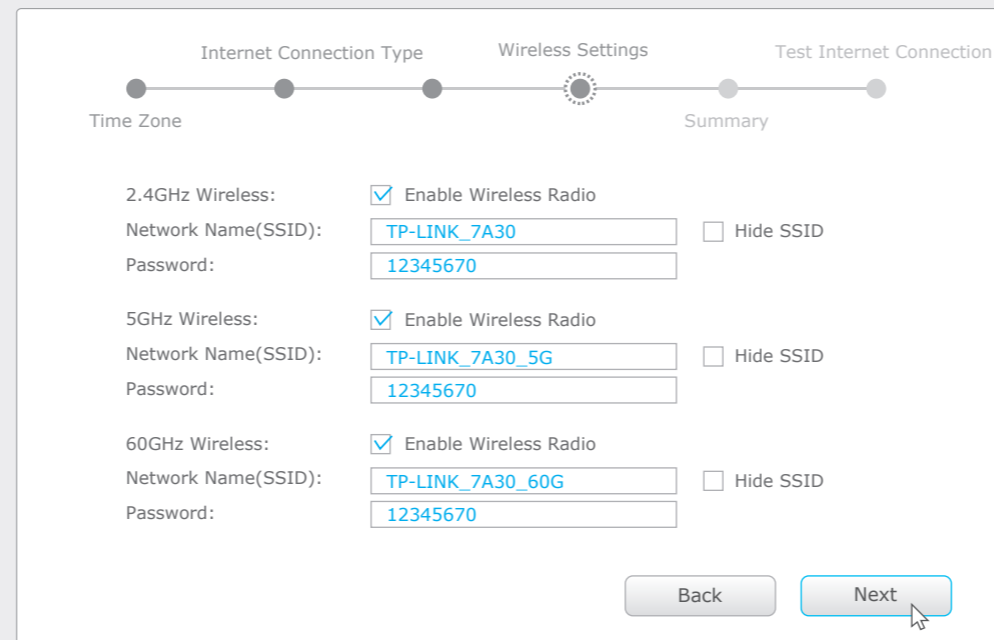 Internet Connection Type Wireless Settings Test Internet Connection
Time Zone Summary
2.4GHz Wireless: Enable Wireless Radio
Network Name(SSID): TP-LINK_7A30 Hide SSID
Password: 12345670
5GHz Wireless: Enable Wireless Radio
Network Name(SSID): TP-LINK_7A30_5G Hide SSID
Password: 12345670
60GHz Wireless: Enable Wireless Radio
Network Name(SSID): TP-LINK_7A30_60G Hide SSID
Password: 12345670
Back Next